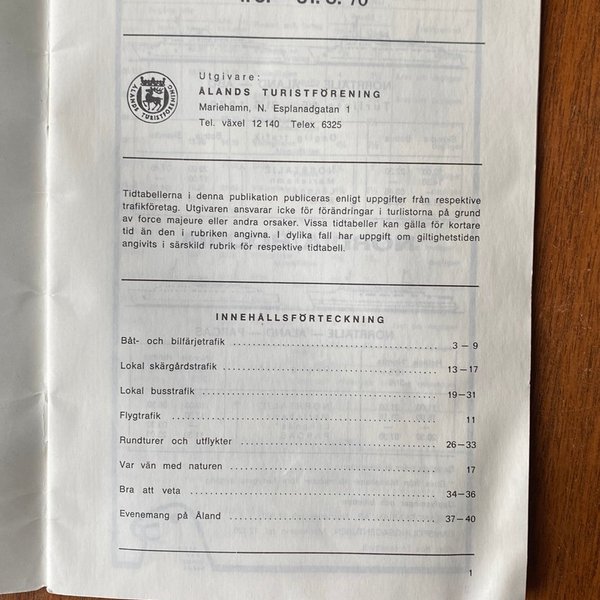 Utgivare:
ÅLANDS TURISTFÖRENING
Mariehamn, N. Esplanadgatan 1
Tel. växel 12 140 Telex 6325
ÅLANDS TURISTFÖRENING
Tidtabellerna i denna publikation publiceras enligt uppgifter från respektive
trafikföretag. Utgivaren ansvarar icke för förändringar i turlistorna på grund
av force majeure eller andra orsaker. Vissa tidtabeller kan gälla för kortare
tid än den i rubriken angivna. I dylika fall har uppgift om giltighetstiden
angivits i särskild rubrik för respektive tidtabell.
INNEHÅLLSFÖRTECKNING
Båt- och bilfärjetrafik 3–9
Lokal skärgårdstrafik 13–17
Lokal busstrafik 19–31
Flygtrafik 11
Rundturer och utflykter 26–33
Var vän med naturen 17
Bra att veta 34–36
Evenemang på Åland 37–40
1